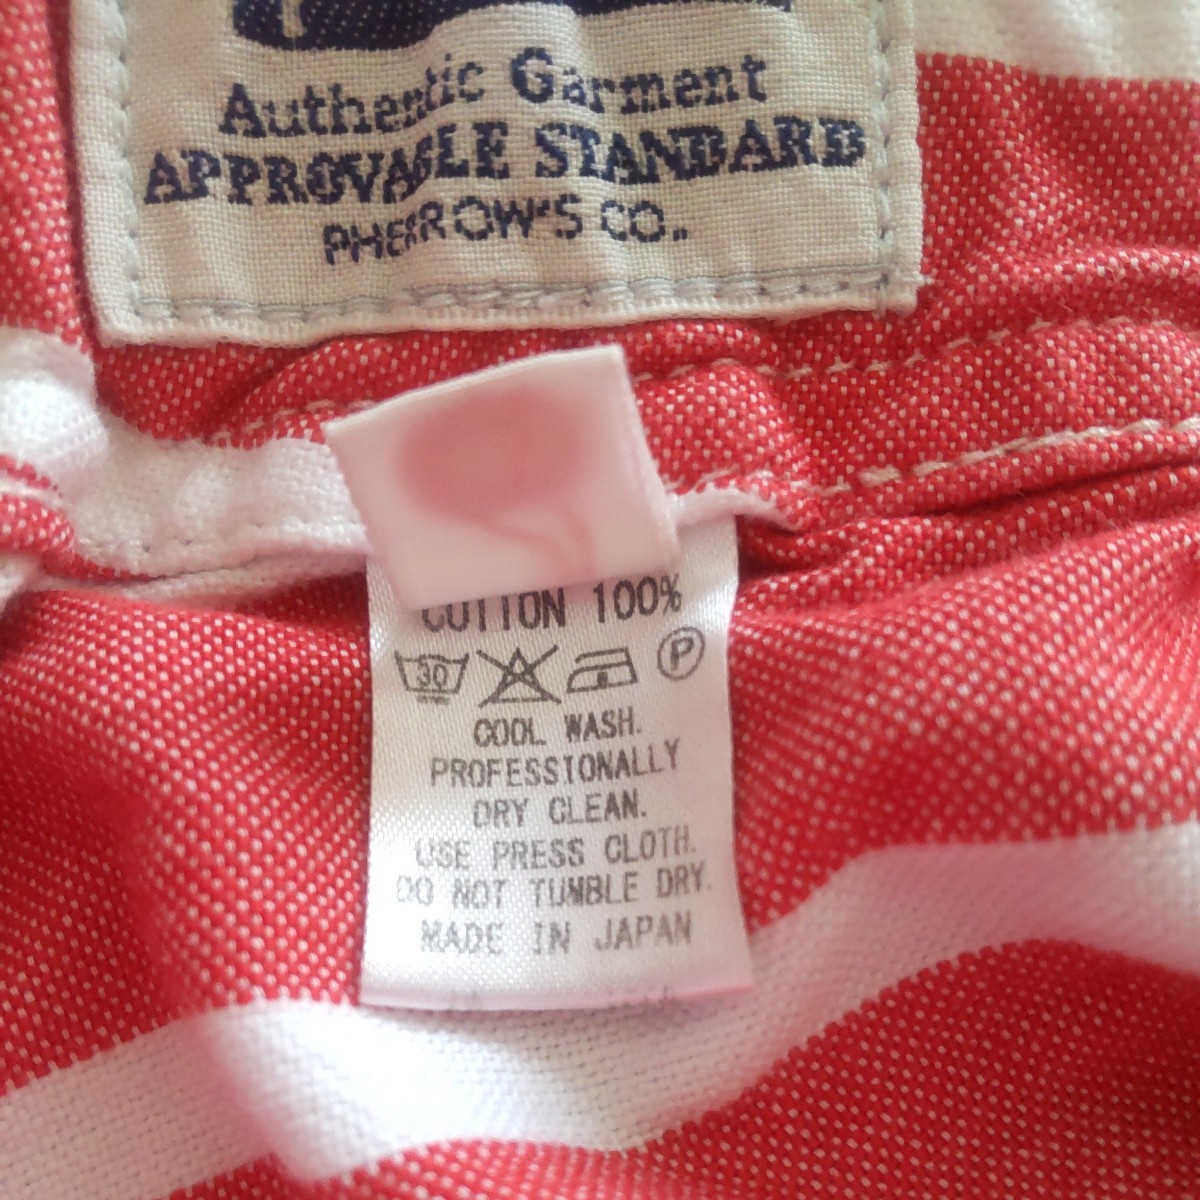 Authentic Garment
APPROVABLE STANDARD
PHERROW'S CO..
COTTON 100%
30 P
COOL WASH.
PROFESSIONALLY
DRY CLEAN.
USE PRESS CLOTH.
DO NOT TUMBLE DRY.
MADE IN JAPAN